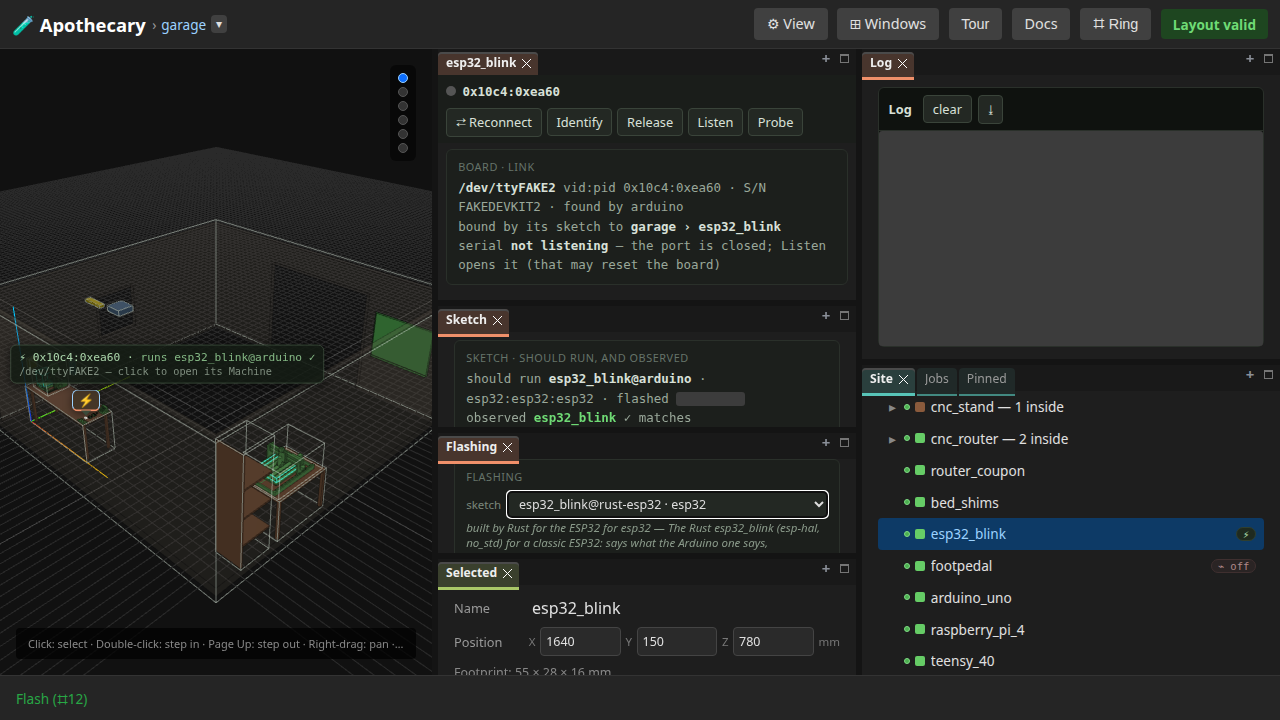 Apothecary › garage ▾
⚙ View
⊞ Windows
Tour
Docs
⌗ Ring
Layout valid
⚡ 0x10c4:0xea60 · runs esp32_blink@arduino ✓
/dev/ttyFAKE2 — click to open its Machine
Click: select · Double-click: step in · Page Up: step out · Right-drag: pan ·…
esp32_blink
0x10c4:0xea60
⇄ Reconnect
Identify
Release
Listen
Probe
BOARD · LINK
/dev/ttyFAKE2 vid:pid 0x10c4:0xea60 · S/N
FAKEDEVKIT2 · found by arduino
bound by its sketch to garage › esp32_blink
serial not listening — the port is closed; Listen
opens it (that may reset the board)
Sketch
SKETCH · SHOULD RUN, AND OBSERVED
should run esp32_blink@arduino ·
esp32:esp32:esp32 · flashed
observed esp32_blink ✓ matches
Flashing
FLASHING
sketch esp32_blink@rust-esp32 · esp32
built by Rust for the ESP32 for esp32 — The Rust esp32_blink (esp-hal,
no_std) for a classic ESP32: says what the Arduino one says,
Selected
Name esp32_blink
Position X 1640 Y 150 Z 780 mm
Footprint: 55 × 28 × 16 mm
Log
Log clear ⤓
Site
Jobs
Pinned
▸ cnc_stand — 1 inside
▸ cnc_router — 2 inside
router_coupon
bed_shims
esp32_blink ⚡
footpedal ⌁ off
arduino_uno
raspberry_pi_4
teensy_40
Flash (⌗12)